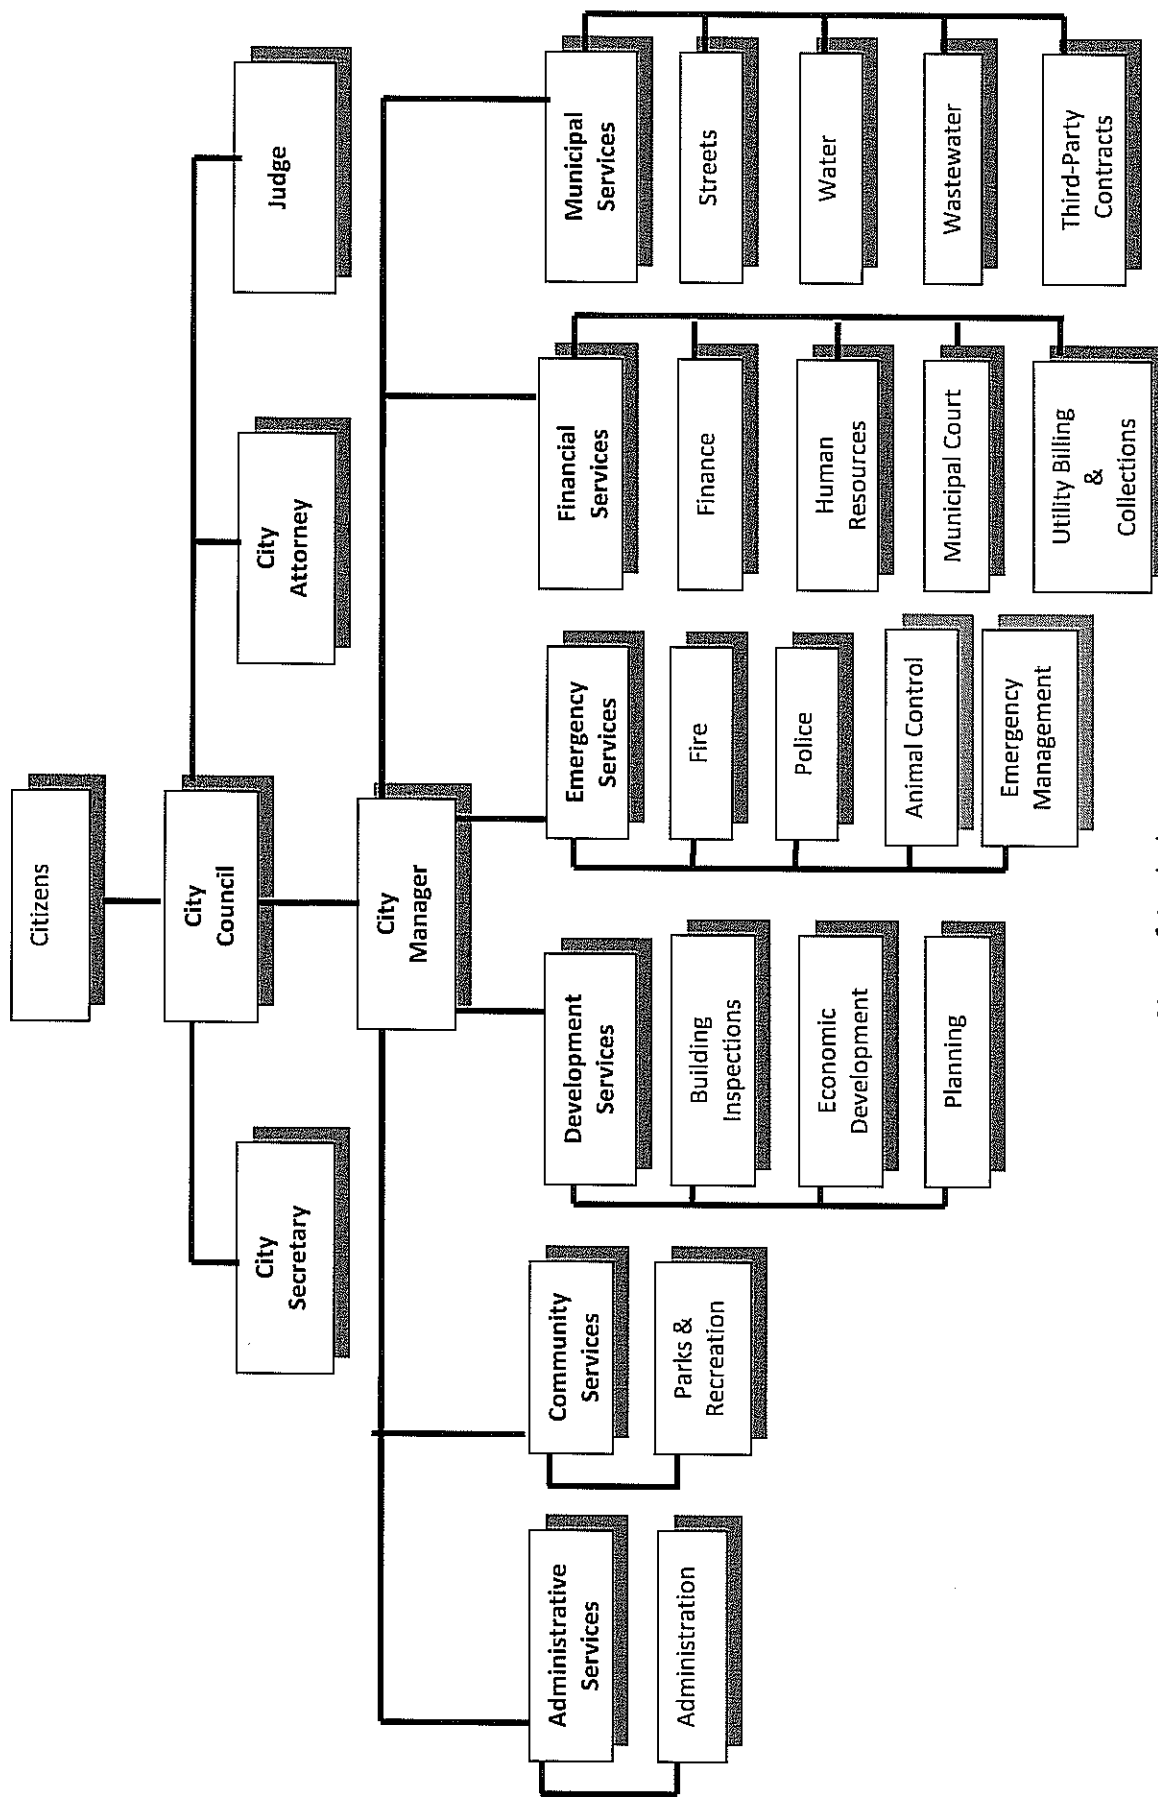 Citizens
City
Council
City
Secretary
City
Attorney
Judge
City
Manager
Administrative
Services
Administration
Community
Services
Parks &
Recreation
Development
Services
Building
Inspections
Economic
Development
Planning
Emergency
Services
Fire
Police
Animal Control
Emergency
Management
Financial
Services
Finance
Human
Resources
Municipal Court
Utility Billing
&
Collections
Municipal
Services
Streets
Water
Wastewater
Third-Party
Contracts